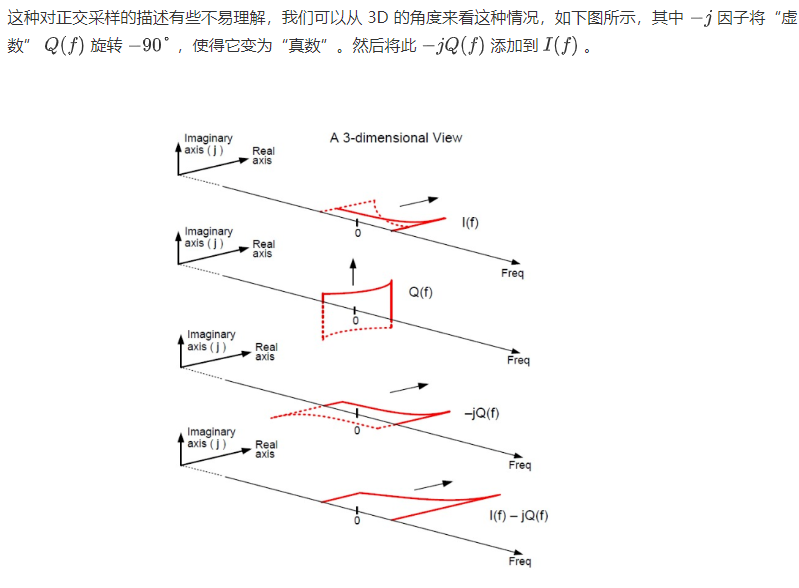 这种对正交采样的描述有些不易理解，我们可以从 3D 的角度来看这种情况，如下图所示，其中 −j 因子将“虚
数” Q(f) 旋转 −90°，使得它变为“真数”。然后将此 −jQ(f) 添加到 I(f) 。
A 3-dimensional View
Imaginary
axis ( j )
Real
axis
I(f)
0
Freq
Imaginary
axis ( j )
Real
axis
Q(f)
0
Freq
Imaginary
axis ( j )
Real
axis
–jQ(f)
0
Freq
Imaginary
axis ( j )
Real
axis
I(f) – jQ(f)
0
Freq